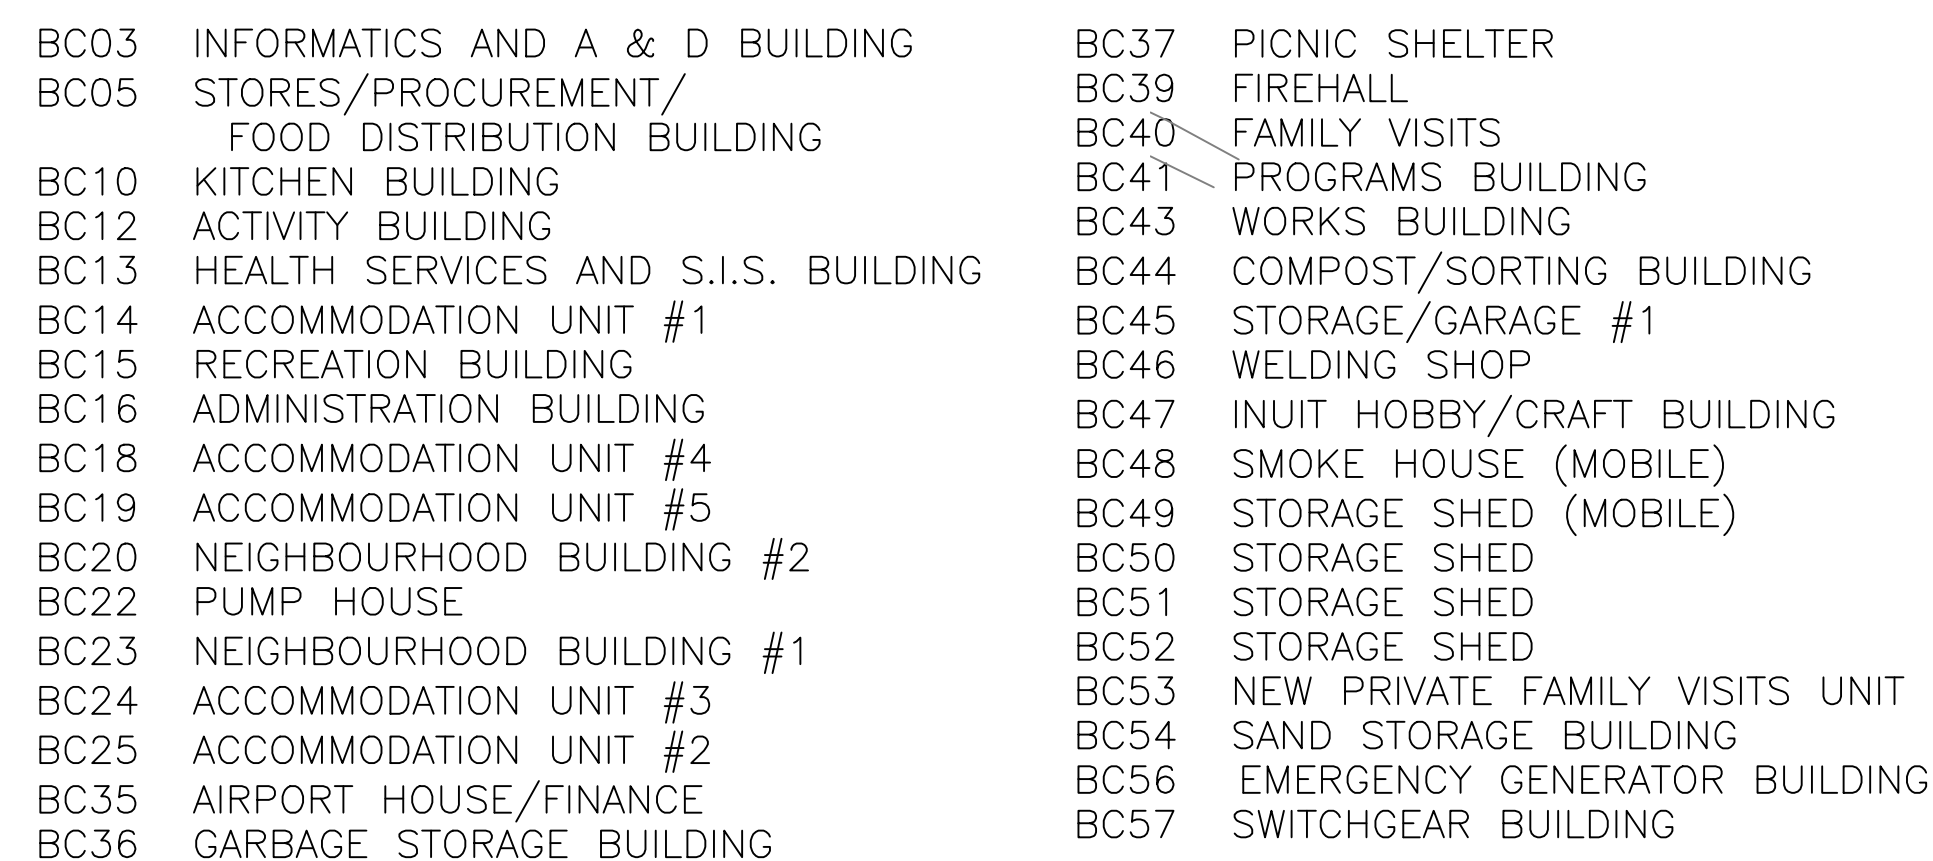 BC03 INFORMATICS AND A & D BUILDING
BC05 STORES/PROCUREMENT/
FOOD DISTRIBUTION BUILDING
BC10 KITCHEN BUILDING
BC12 ACTIVITY BUILDING
BC13 HEALTH SERVICES AND S.I.S. BUILDING
BC14 ACCOMMODATION UNIT #1
BC15 RECREATION BUILDING
BC16 ADMINISTRATION BUILDING
BC18 ACCOMMODATION UNIT #4
BC19 ACCOMMODATION UNIT #5
BC20 NEIGHBOURHOOD BUILDING #2
BC22 PUMP HOUSE
BC23 NEIGHBOURHOOD BUILDING #1
BC24 ACCOMMODATION UNIT #3
BC25 ACCOMMODATION UNIT #2
BC35 AIRPORT HOUSE/FINANCE
BC36 GARBAGE STORAGE BUILDING
BC37 PICNIC SHELTER
BC39 FIREHALL
BC40 FAMILY VISITS
BC41 PROGRAMS BUILDING
BC43 WORKS BUILDING
BC44 COMPOST/SORTING BUILDING
BC45 STORAGE/GARAGE #1
BC46 WELDING SHOP
BC47 INUIT HOBBY/CRAFT BUILDING
BC48 SMOKE HOUSE (MOBILE)
BC49 STORAGE SHED (MOBILE)
BC50 STORAGE SHED
BC51 STORAGE SHED
BC52 STORAGE SHED
BC53 NEW PRIVATE FAMILY VISITS UNIT
BC54 SAND STORAGE BUILDING
BC56 EMERGENCY GENERATOR BUILDING
BC57 SWITCHGEAR BUILDING